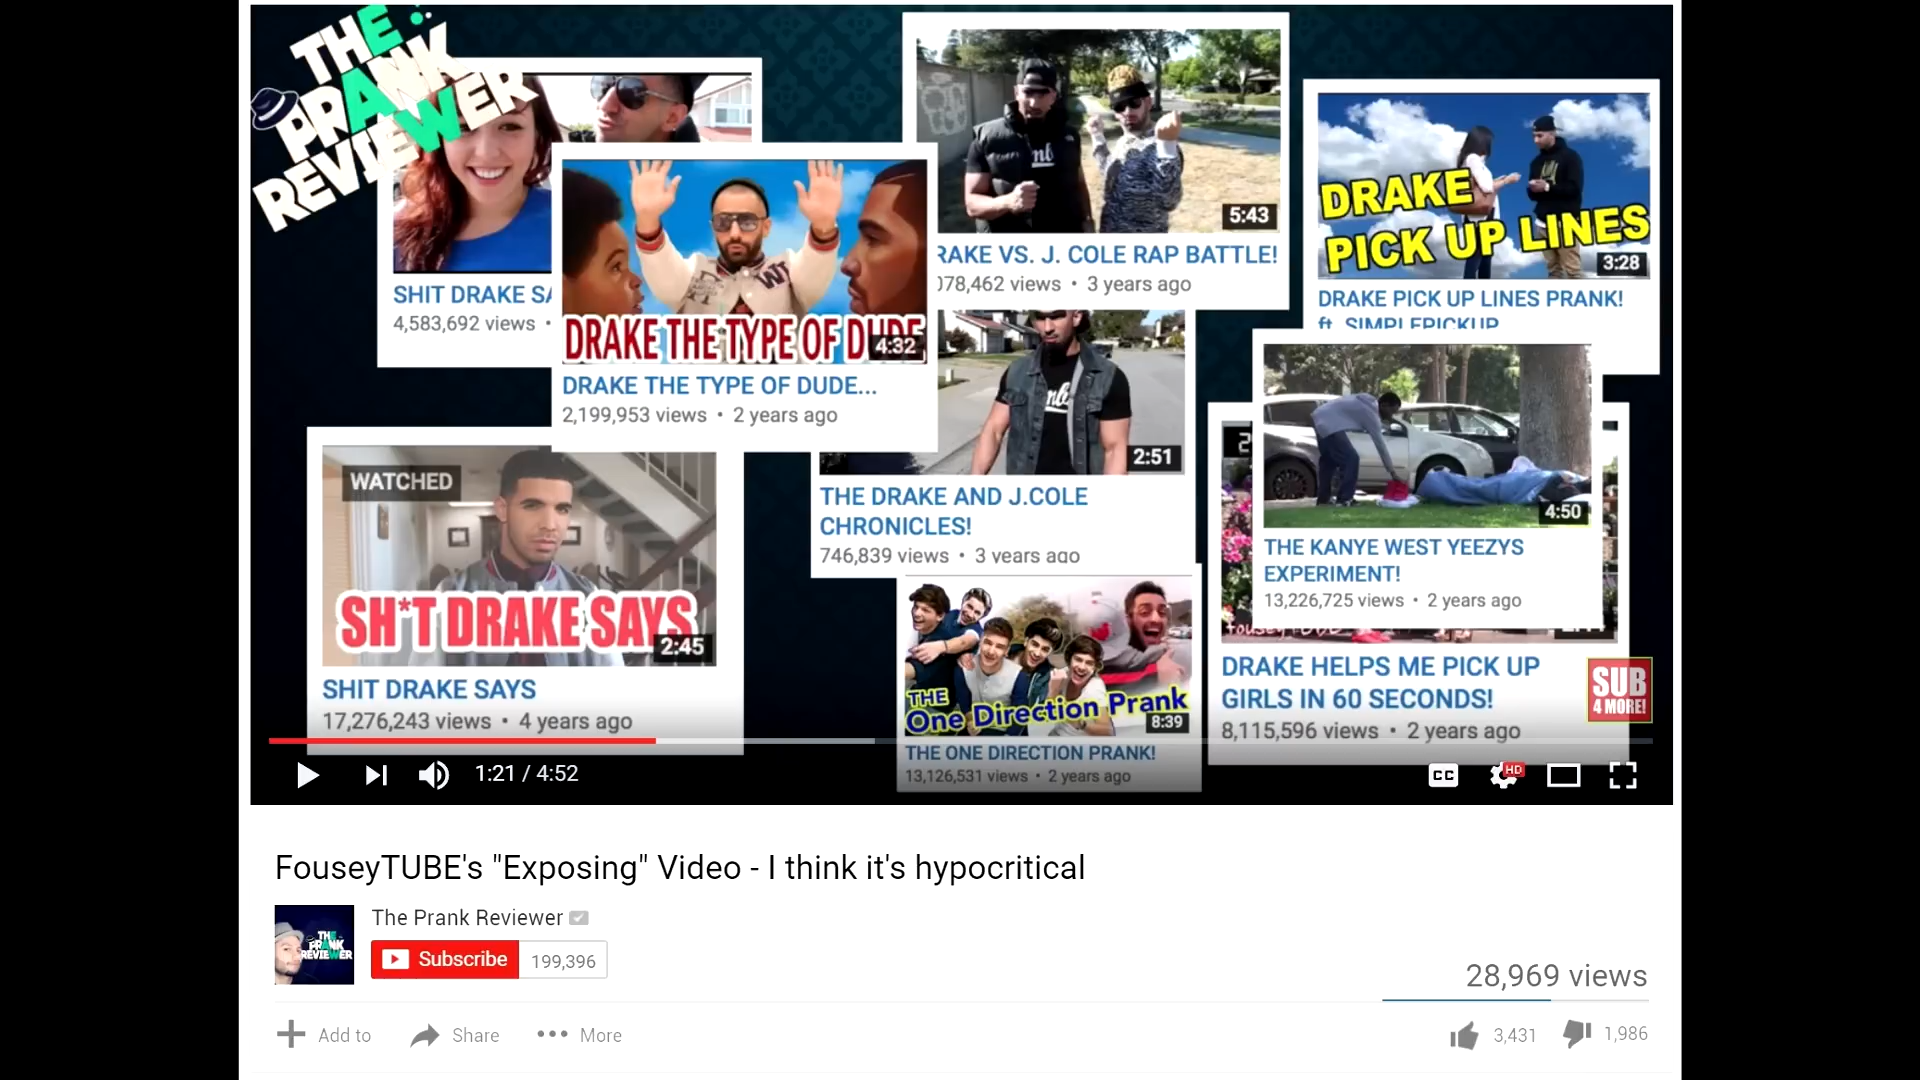 THE
PRANK
REVIEWER
SHIT DRAKE SA
4,583,692 views •
DRAKE THE TYPE OF DUDE
4:32
DRAKE THE TYPE OF DUDE...
2,199,953 views • 2 years ago
5:43
RAKE VS. J. COLE RAP BATTLE!
078,462 views • 3 years ago
DRAKE
PICK UP LINES
3:28
DRAKE PICK UP LINES PRANK!
ft. SIMPLEPICKUP
WATCHED
SH*T DRAKE SAYS
2:45
SHIT DRAKE SAYS
17,276,243 views • 4 years ago
2:51
THE DRAKE AND J.COLE
CHRONICLES!
746,839 views • 3 years ago
THE
One Direction Prank
8:39
THE ONE DIRECTION PRANK!
13,126,531 views • 2 years ago
4:50
THE KANYE WEST YEEZYS
EXPERIMENT!
13,226,725 views • 2 years ago
fouseyTUBE
DRAKE HELPS ME PICK UP
GIRLS IN 60 SECONDS!
8,115,596 views • 2 years ago
SUB
4 MORE!
1:21 / 4:52
CC
HD
FouseyTUBE's "Exposing" Video - I think it's hypocritical
THE
PRANK
REVIEWER
The Prank Reviewer
Subscribe 199,396
28,969 views
Add to Share More
3,431 1,986